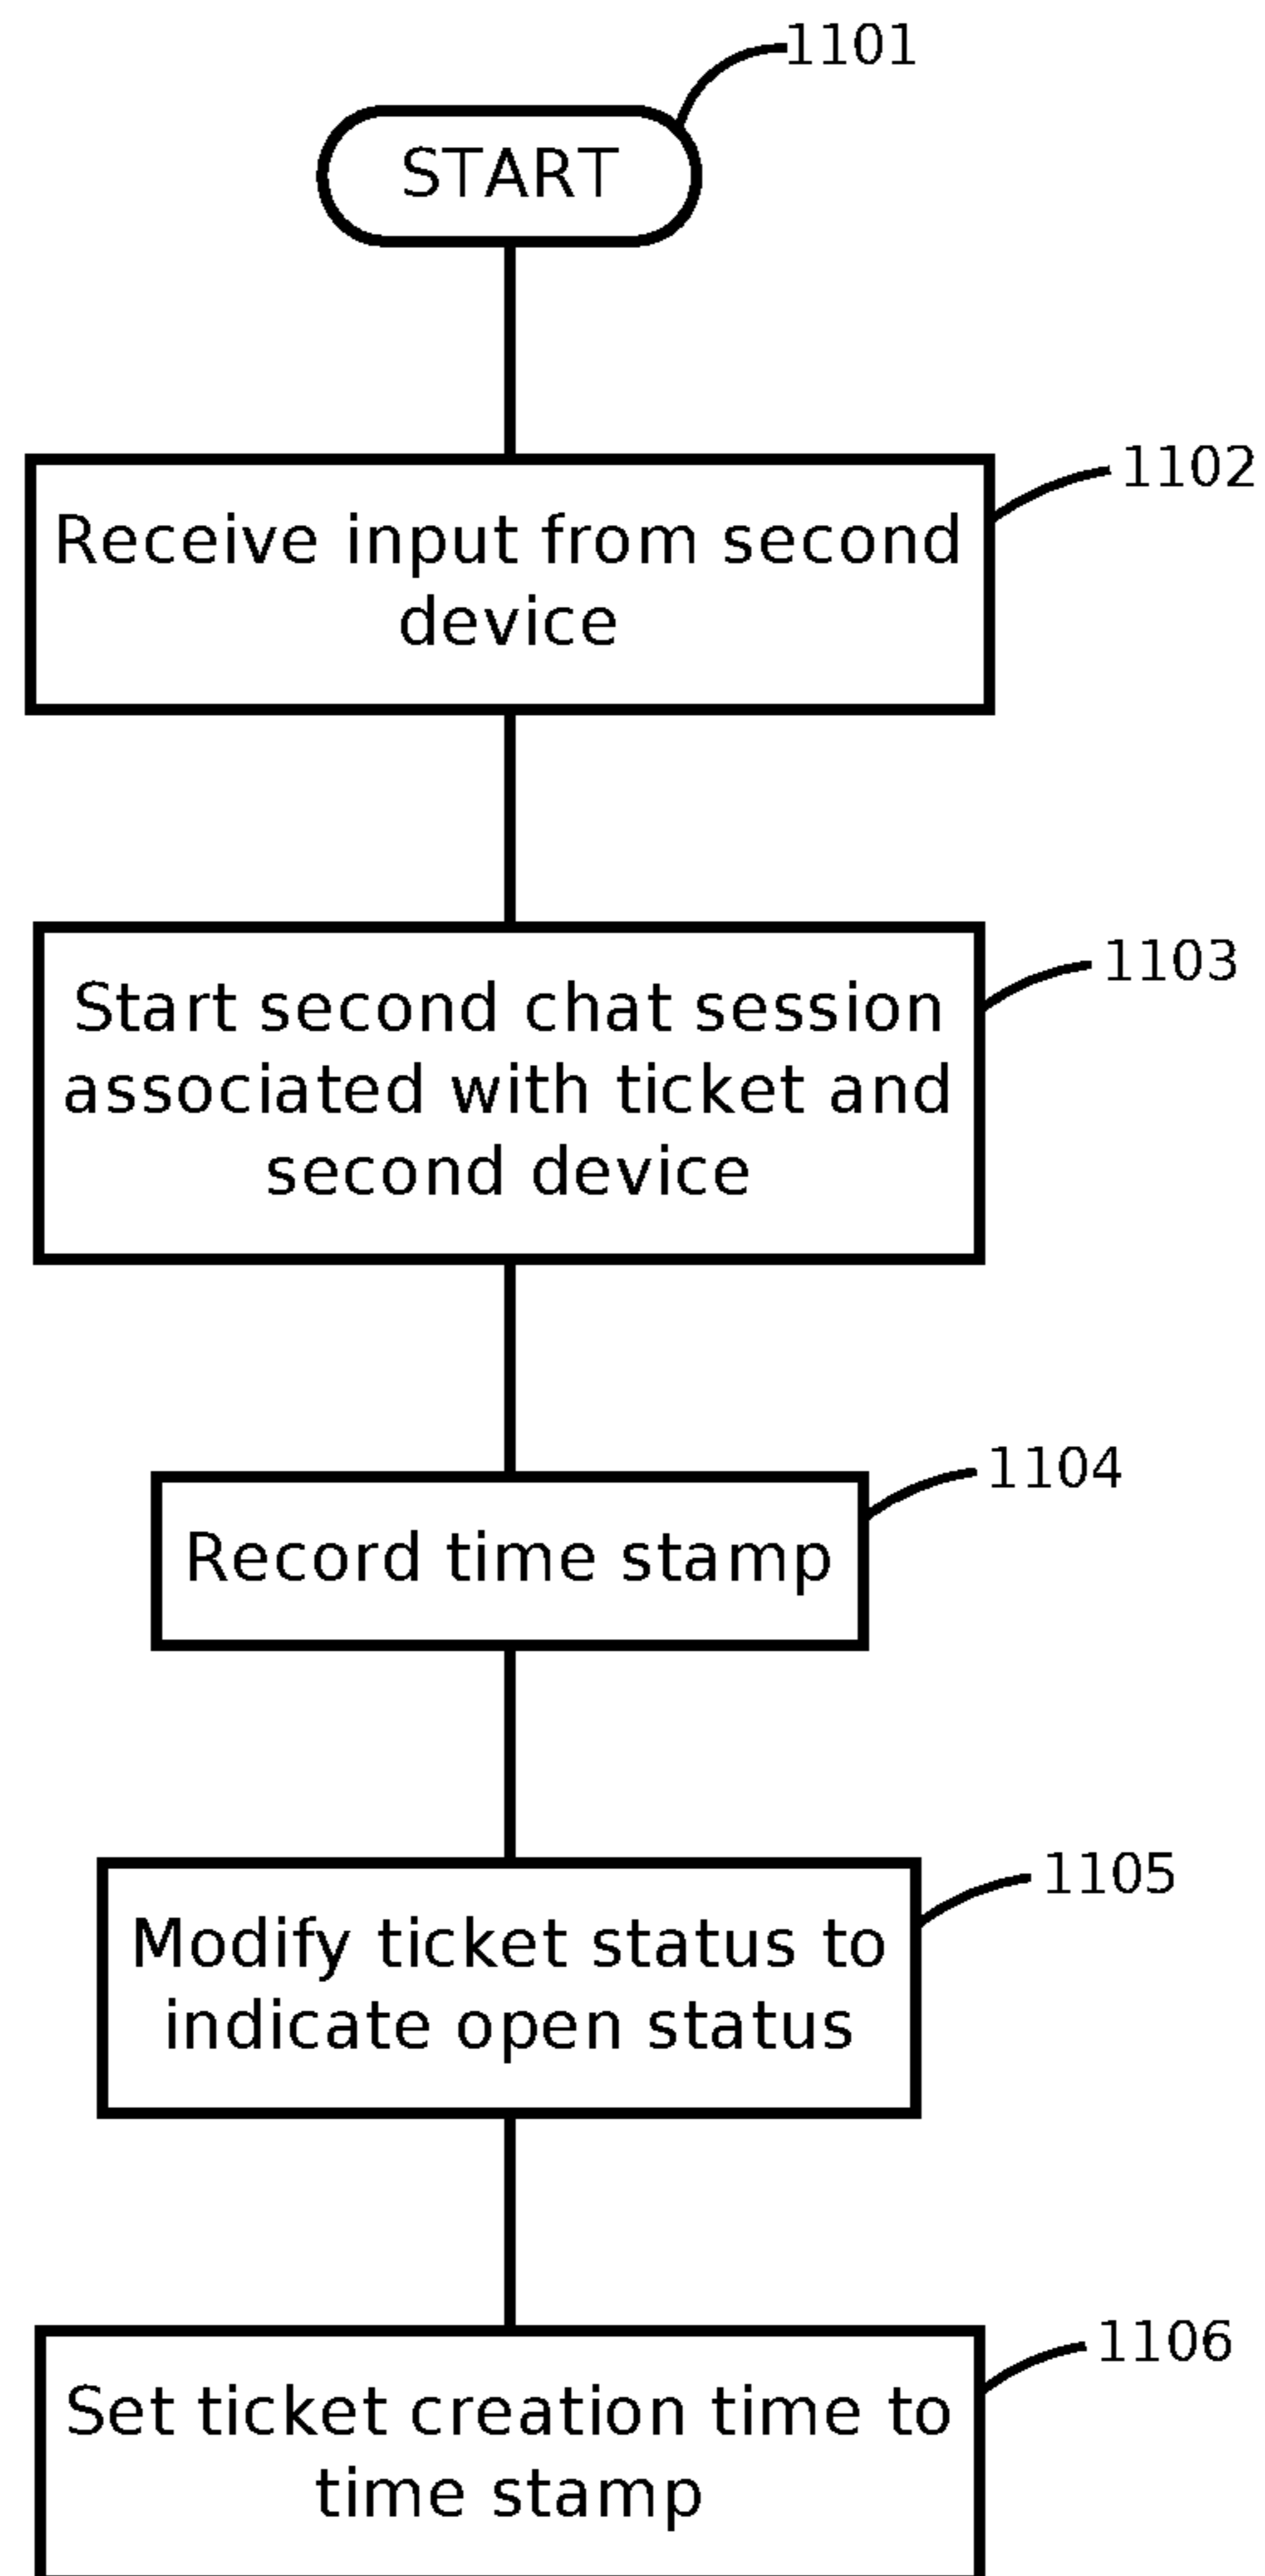 1101
START
1102
Receive input from second
device
1103
Start second chat session
associated with ticket and
second device
1104
Record time stamp
1105
Modify ticket status to
indicate open status
1106
Set ticket creation time to
time stamp